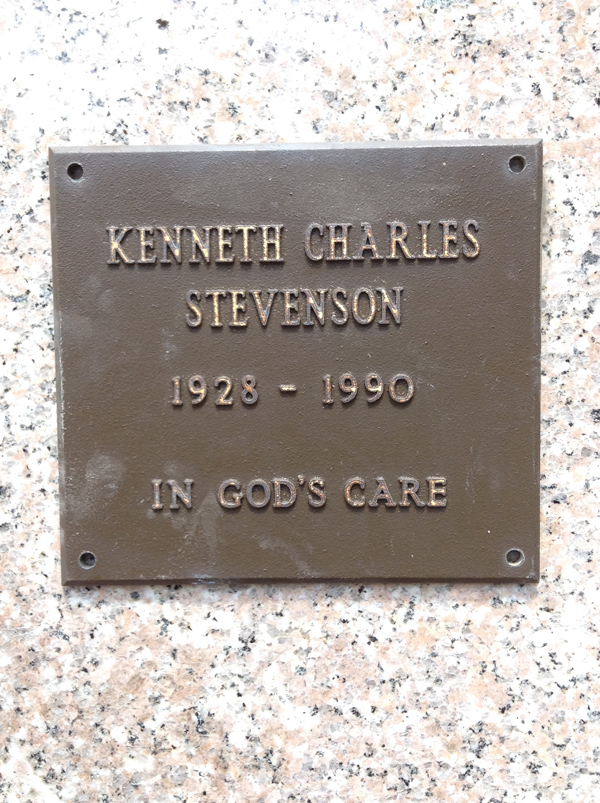 KENNETH CHARLES
STEVENSON
1928 - 1990
IN GOD'S CARE